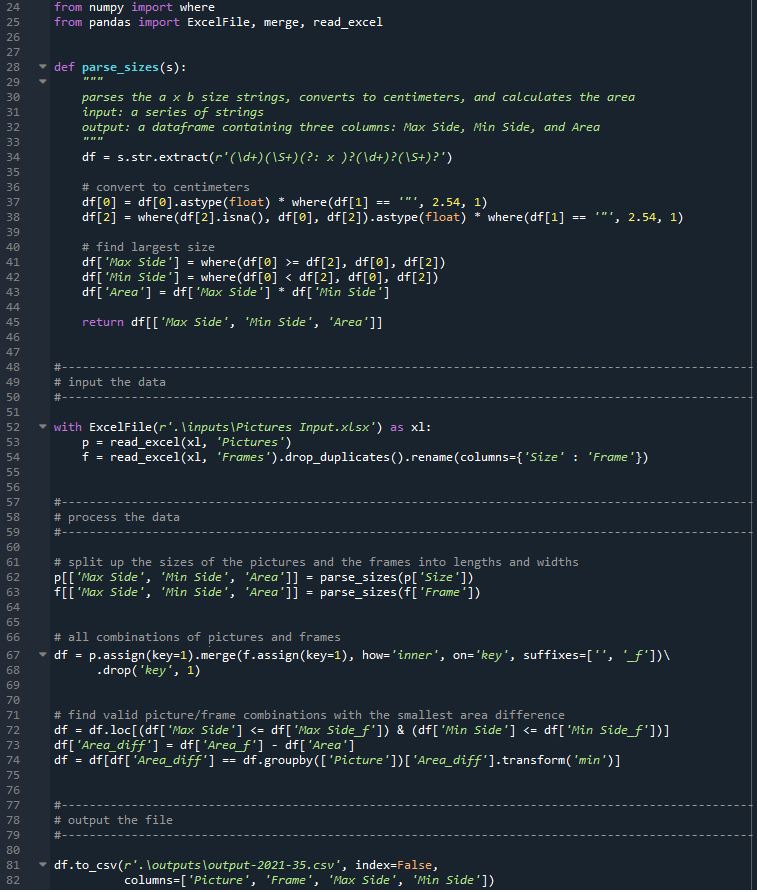 24 from numpy import where
25 from pandas import ExcelFile, merge, read_excel
26
27
28 def parse_sizes(s):
29     """
30     parses the a x b size strings, converts to centimeters, and calculates the area
31     input: a series of strings
32     output: a dataframe containing three columns: Max Side, Min Side, and Area
33     """
34     df = s.str.extract(r'(\d+)(\S+)(?: x )?(\d+)?(\S+)?')
35
36     # convert to centimeters
37     df[0] = df[0].astype(float) * where(df[1] == '"', 2.54, 1)
38     df[2] = where(df[2].isna(), df[0], df[2]).astype(float) * where(df[1] == '"', 2.54, 1)
39
40     # find largest size
41     df['Max Side'] = where(df[0] >= df[2], df[0], df[2])
42     df['Min Side'] = where(df[0] < df[2], df[0], df[2])
43     df['Area'] = df['Max Side'] * df['Min Side']
44
45     return df[['Max Side', 'Min Side', 'Area']]
46
47
48 #---------------------------------------------------------------------------------------------------
49 # input the data
50 #---------------------------------------------------------------------------------------------------
51
52 with ExcelFile(r'.\inputs\Pictures Input.xlsx') as xl:
53     p = read_excel(xl, 'Pictures')
54     f = read_excel(xl, 'Frames').drop_duplicates().rename(columns={'Size' : 'Frame'})
55
56
57 #---------------------------------------------------------------------------------------------------
58 # process the data
59 #---------------------------------------------------------------------------------------------------
60
61 # split up the sizes of the pictures and the frames into lengths and widths
62 p[['Max Side', 'Min Side', 'Area']] = parse_sizes(p['Size'])
63 f[['Max Side', 'Min Side', 'Area']] = parse_sizes(f['Frame'])
64
65
66 # all combinations of pictures and frames
67 df = p.assign(key=1).merge(f.assign(key=1), how='inner', on='key', suffixes=['', '_f'])\
68       .drop('key', 1)
69
70
71 # find valid picture/frame combinations with the smallest area difference
72 df = df.loc[(df['Max Side'] <= df['Max Side_f']) & (df['Min Side'] <= df['Min Side_f'])]
73 df['Area_diff'] = df['Area_f'] - df['Area']
74 df = df[df['Area_diff'] == df.groupby(['Picture'])['Area_diff'].transform('min')]
75
76
77 #---------------------------------------------------------------------------------------------------
78 # output the file
79 #---------------------------------------------------------------------------------------------------
80
81 df.to_csv(r'.\outputs\output-2021-35.csv', index=False,
82           columns=['Picture', 'Frame', 'Max Side', 'Min Side'])